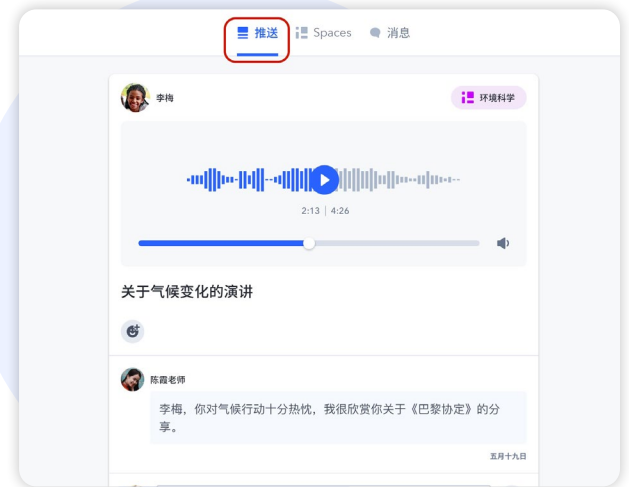 推送 Spaces 消息
李梅 环境科学
2:13 | 4:26
关于气候变化的演讲
陈霞老师
李梅，你对气候行动十分热忱，我很欣赏你关于《巴黎协定》的分
享。
五月十九日